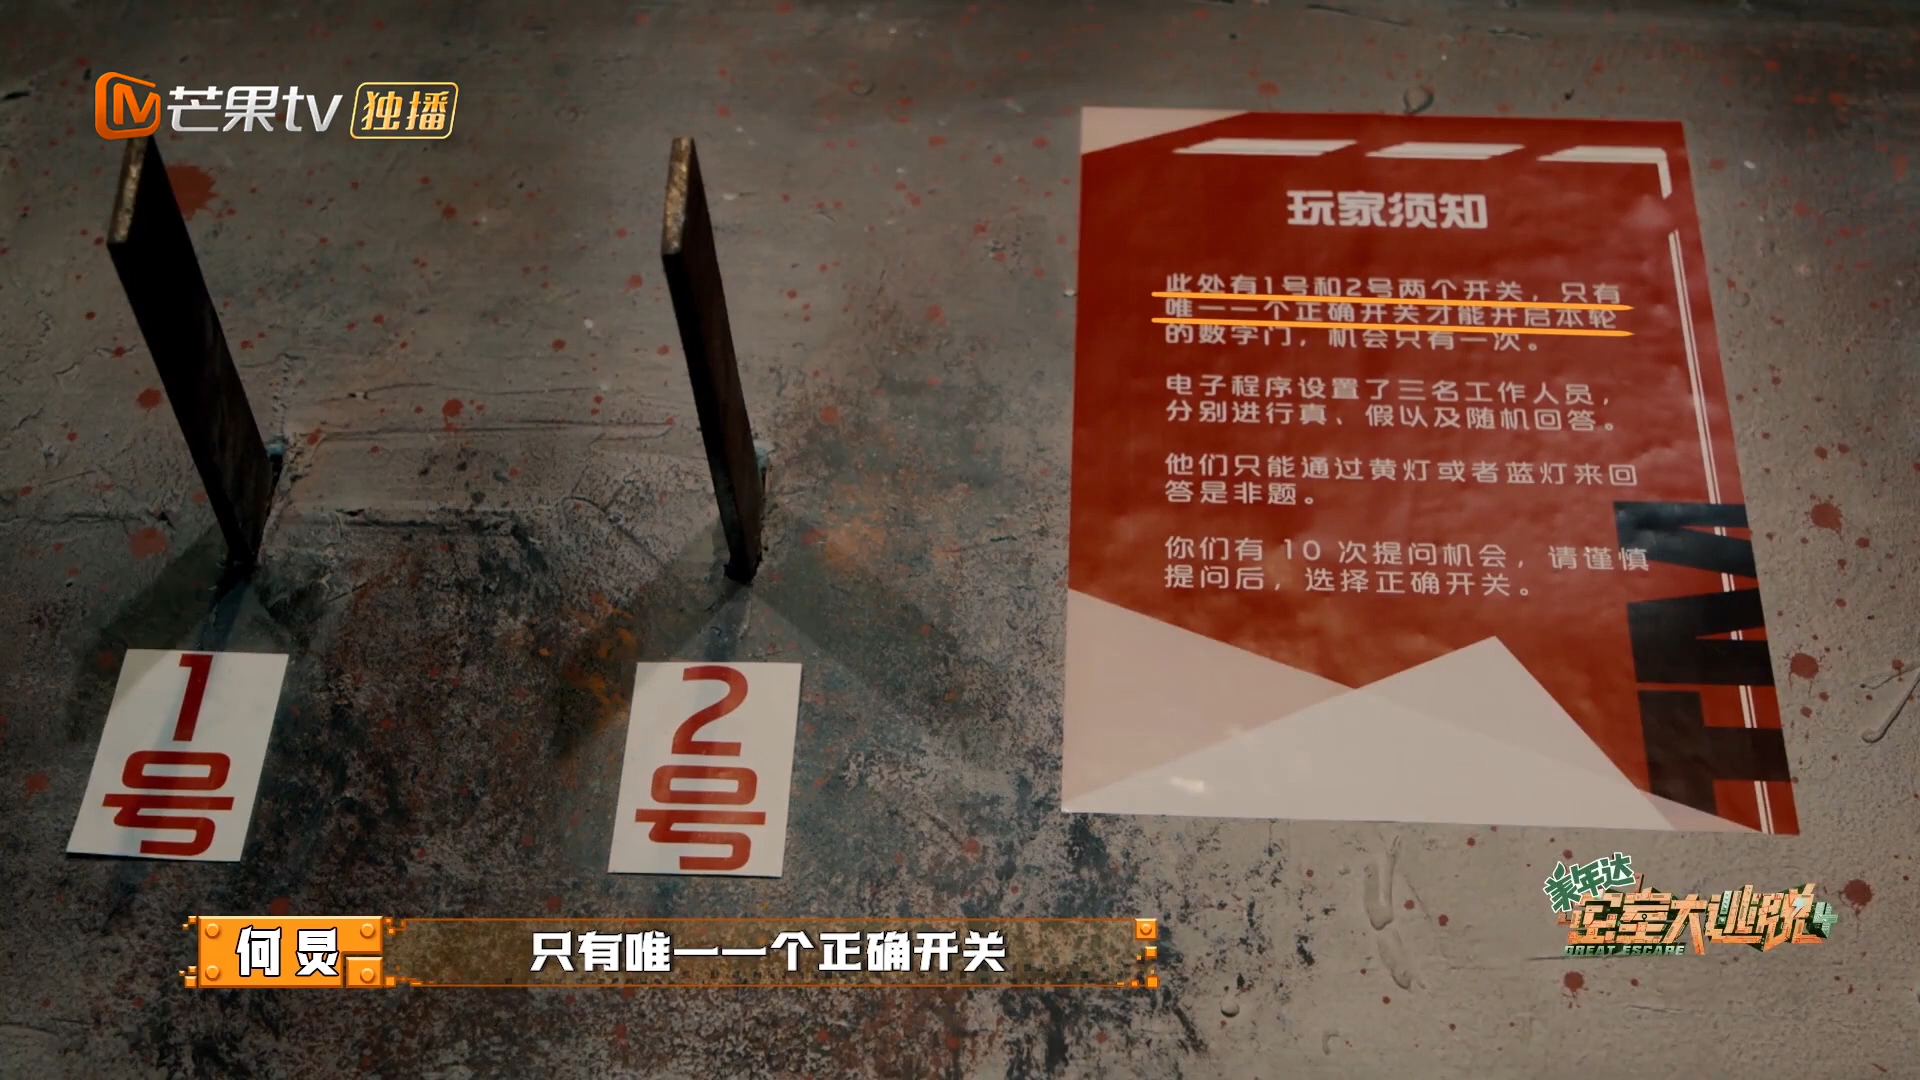 芒果tv 独播
玩家须知
此处有1号和2号两个开关，只有
唯一一个正确开关才能开启本轮
的数字门，机会只有一次。
电子程序设置了三名工作人员，
分别进行真、假以及随机回答。
他们只能通过黄灯或者蓝灯来回
答是非题。
你们有 10 次提问机会，请谨慎
提问后，选择正确开关。
1号
2号
美年达
密室大逃脱4
GREAT ESCAPE
何炅 只有唯一一个正确开关